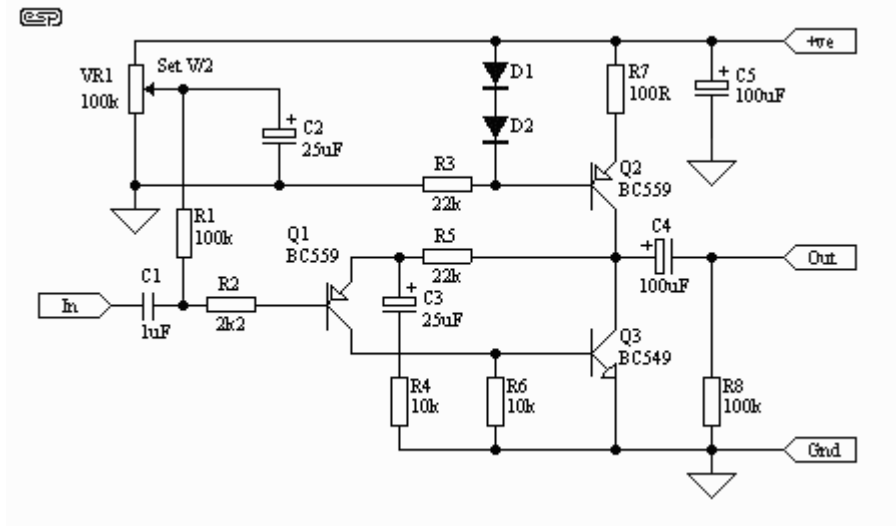 esp
+ve
VR1
100k
Set V/2
D1
R7
100R
+
C5
100uF
+
C2
25uF
D2
R3
22k
Q2
BC559
R1
100k
Q1
BC559
R5
22k
C4
+
100uF
Out
C1
1uF
In
R2
2k2
+
C3
25uF
Q3
BC549
R4
10k
R6
10k
R8
100k
Gnd